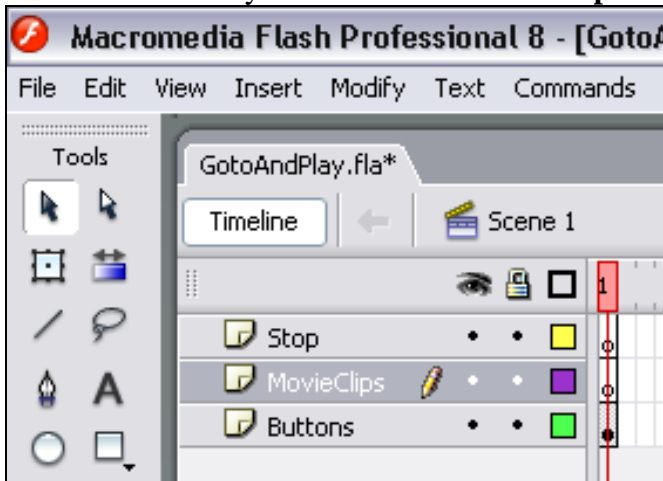 Macromedia Flash Professional 8 - [Goto
File Edit View Insert Modify Text Commands
Tools
GotoAndPlay.fla*
Timeline
Scene 1
1
Stop
MovieClips
Buttons
A